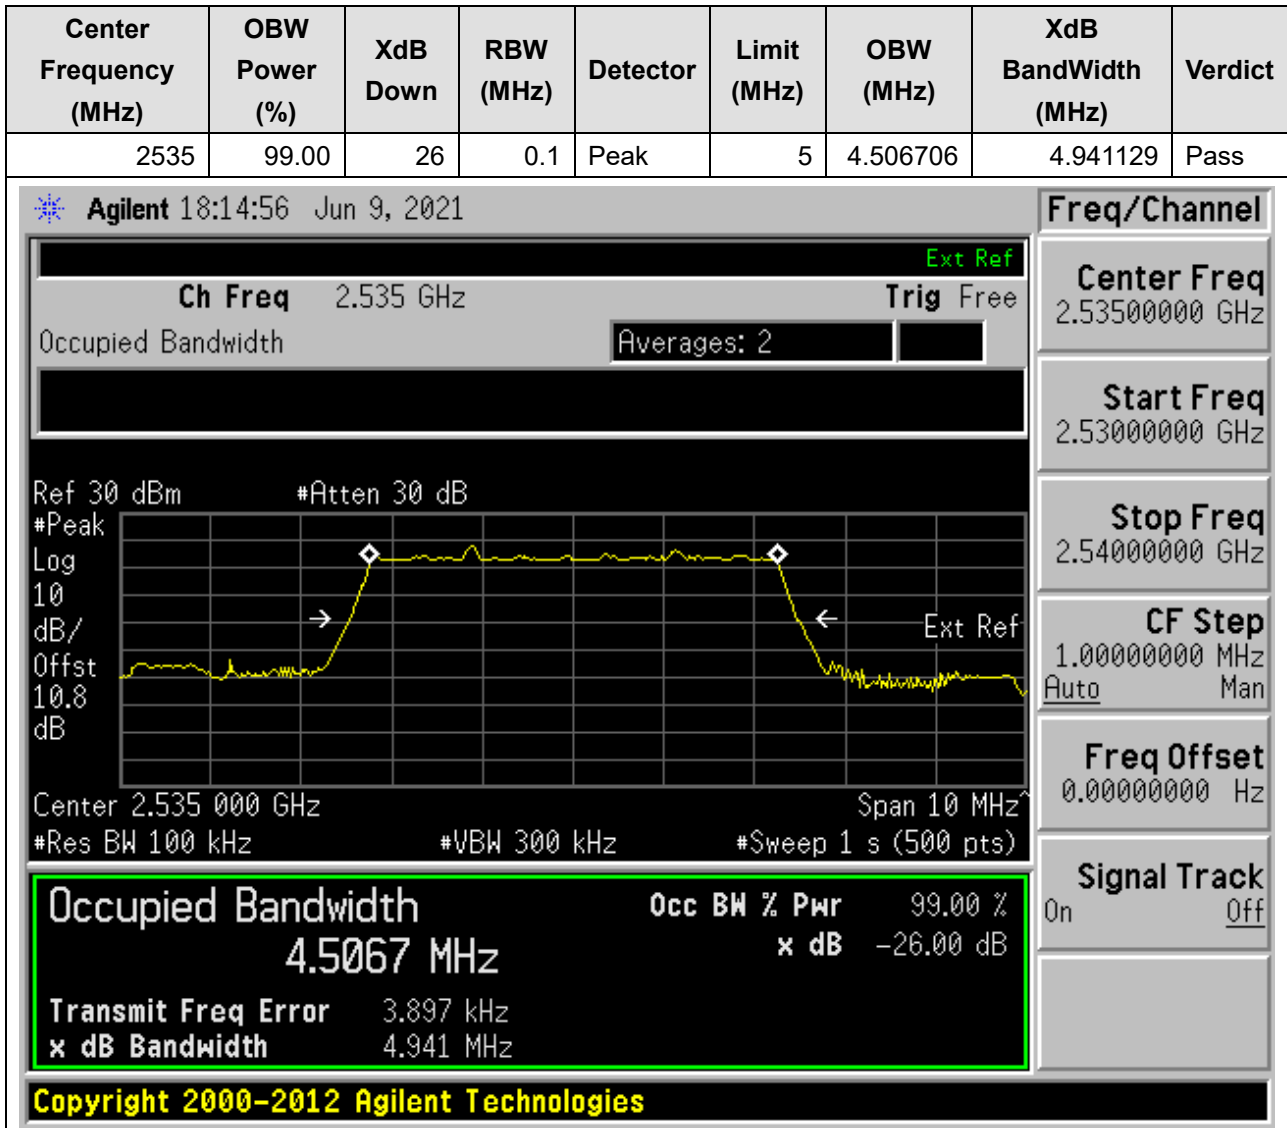 Center Frequency (MHz) OBW Power (%) XdB Down RBW (MHz) Detector Limit (MHz) OBW (MHz) XdB BandWidth (MHz) Verdict
2535 99.00 26 0.1 Peak 5 4.506706 4.941129 Pass
Agilent 18:14:56 Jun 9, 2021
Freq/Channel
Ext Ref
Ch Freq 2.535 GHz Trig Free
Occupied Bandwidth Averages: 2
Center Freq
2.53500000 GHz
Start Freq
2.53000000 GHz
Stop Freq
2.54000000 GHz
CF Step
1.00000000 MHz
Auto Man
Freq Offset
0.00000000 Hz
Signal Track
On Off
Ref 30 dBm #Atten 30 dB
#Peak
Log
10
dB/
Offst
10.8
dB
Ext Ref
Center 2.535 000 GHz Span 10 MHz^
#Res BW 100 kHz #VBW 300 kHz #Sweep 1 s (500 pts)
Occupied Bandwidth Occ BW % Pwr 99.00 %
4.5067 MHz x dB -26.00 dB
Transmit Freq Error 3.897 kHz
x dB Bandwidth 4.941 MHz
Copyright 2000-2012 Agilent Technologies